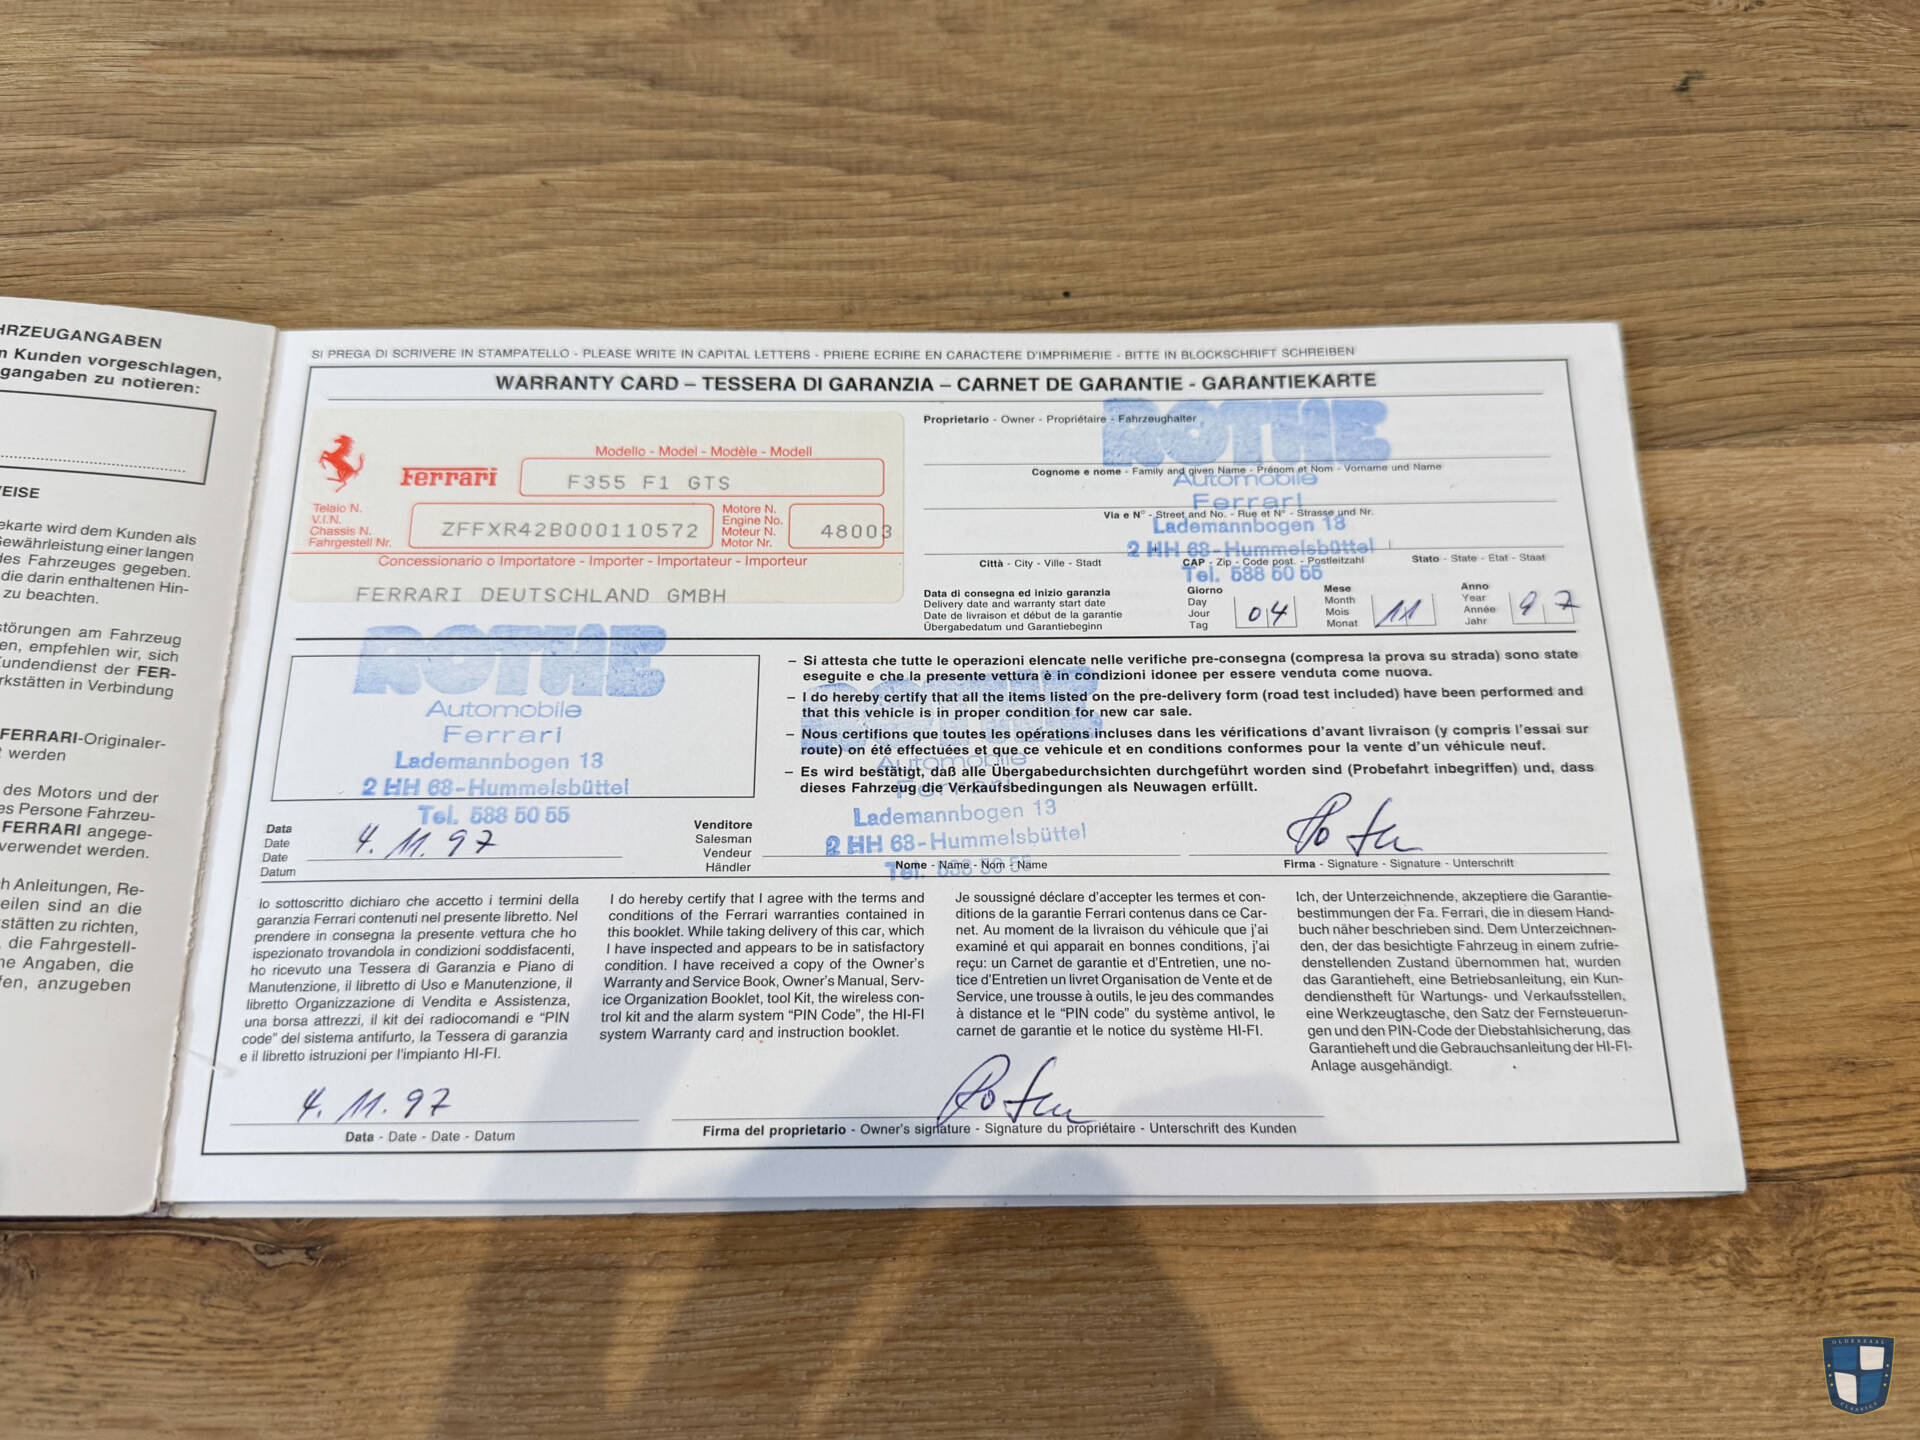 HRZEUGANGABEN
n Kunden vorgeschlagen,
gangaben zu notieren:
EISE
ekarte wird dem Kunden als
ewährleistung einer langen
des Fahrzeuges gegeben.
die darin enthaltenen Hin-
zu beachten.
störungen am Fahrzeug
en, empfehlen wir, sich
undendienst der FER-
rkstätten in Verbindung
FERRARI-Originaler-
t werden
des Motors und der
es Persone Fahrzeu-
FERRARI angege-
verwendet werden.
h Anleitungen, Re-
eilen sind an die
stätten zu richten,
, die Fahrgestell-
ne Angaben, die
fen, anzugeben
SI PREGA DI SCRIVERE IN STAMPATELLO - PLEASE WRITE IN CAPITAL LETTERS - PRIERE ECRIRE EN CARACTERE D'IMPRIMERIE - BITTE IN BLOCKSCHRIFT SCHREIBEN
WARRANTY CARD – TESSERA DI GARANZIA – CARNET DE GARANTIE - GARANTIEKARTE
Modello - Model - Modèle - Modell
Ferrari
F355 F1 GTS
Telaio N.
V.I.N.
Chassis N.
Fahrgestell Nr.
ZFFXR42B000110572
Motore N.
Engine No.
Moteur N.
Motor Nr.
48003
Concessionario o Importatore - Importer - Importateur - Importeur
FERRARI DEUTSCHLAND GMBH
Proprietario - Owner - Propriétaire - Fahrzeughalter
ROTHE
Cognome e nome - Family and given Name - Prénom et Nom - Vorname und Name
Automobile
Ferrari
Via e N° - Street and No. - Rue et N° - Strasse und Nr.
Lademannbogen 13
2 HH 63-Hummelsbüttel
Città - City - Ville - Stadt
CAP - Zip - Code post. - Postleitzahl
Stato - State - Etat - Staat
Tel. 538 50 55
Data di consegna ed inizio garanzia
Delivery date and warranty start date
Date de livraison et début de la garantie
Übergabedatum und Garantiebeginn
Giorno
Day
Jour
Tag
04
Mese
Month
Mois
Monat
11
Anno
Year
Année
Jahr
97
ROTHE
Automobile
Ferrari
Lademannbogen 13
2 HH 63-Hummelsbüttel
Tel. 538 50 55
Data
Date
Date
Datum
4. 11. 97
– Si attesta che tutte le operazioni elencate nelle verifiche pre-consegna (compresa la prova su strada) sono state
eseguite e che la presente vettura è in condizioni idonee per essere venduta come nuova.
– I do hereby certify that all the items listed on the pre-delivery form (road test included) have been performed and
that this vehicle is in proper condition for new car sale.
– Nous certifions que toutes les opérations incluses dans les vérifications d'avant livraison (y compris l'essai sur
route) on été effectuées et que ce vehicule et en conditions conformes pour la vente d'un véhicule neuf.
– Es wird bestätigt, daß alle Übergabedurchsichten durchgeführt worden sind (Probefahrt inbegriffen) und, dass
dieses Fahrzeug die Verkaufsbedingungen als Neuwagen erfüllt.
ROTHE
Automobile
Ferrari
Lademannbogen 13
2 HH 63-Hummelsbüttel
Tel. 538 50 55
Venditore
Salesman
Vendeur
Händler
Nome - Name - Nom - Name
Firma - Signature - Signature - Unterschrift
Io sottoscritto dichiaro che accetto i termini della
garanzia Ferrari contenuti nel presente libretto. Nel
prendere in consegna la presente vettura che ho
ispezionato trovandola in condizioni soddisfacenti,
ho ricevuto una Tessera di Garanzia e Piano di
Manutenzione, il libretto di Uso e Manutenzione, il
libretto Organizzazione di Vendita e Assistenza,
una borsa attrezzi, il kit dei radiocomandi e “PIN
code” del sistema antifurto, la Tessera di garanzia
e il libretto istruzioni per l'impianto HI-FI.
I do hereby certify that I agree with the terms and
conditions of the Ferrari warranties contained in
this booklet. While taking delivery of this car, which
I have inspected and appears to be in satisfactory
condition. I have received a copy of the Owner's
Warranty and Service Book, Owner's Manual, Serv-
ice Organization Booklet, tool Kit, the wireless con-
trol kit and the alarm system “PIN Code”, the HI-FI
system Warranty card and instruction booklet.
Je soussigné déclare d'accepter les termes et con-
ditions de la garantie Ferrari contenus dans ce Car-
net. Au moment de la livraison du véhicule que j'ai
examiné et qui apparait en bonnes conditions, j'ai
reçu: un Carnet de garantie et d'Entretien, une no-
tice d'Entretien un livret Organisation de Vente et de
Service, une trousse à outils, le jeu des commandes
à distance et le “PIN code” du système antivol, le
carnet de garantie et le notice du système HI-FI.
Ich, der Unterzeichnende, akzeptiere die Garantie-
bestimmungen der Fa. Ferrari, die in diesem Hand-
buch näher beschrieben sind. Dem Unterzeichnen-
den, der das besichtigte Fahrzeug in einem zufrie-
denstellenden Zustand übernommen hat, wurden
das Garantieheft, eine Betriebsanleitung, ein Kun-
dendienstheft für Wartungs- und Verkaufsstellen,
eine Werkzeugtasche, den Satz der Fernsteuerun-
gen und den PIN-Code der Diebstahlsicherung, das
Garantieheft und die Gebrauchsanleitung der HI-FI-
Anlage ausgehändigt.
4. 11. 97
Data - Date - Date - Datum
Firma del proprietario - Owner's signature - Signature du propriétaire - Unterschrift des Kunden
OLDENZAAL
CLASSICS